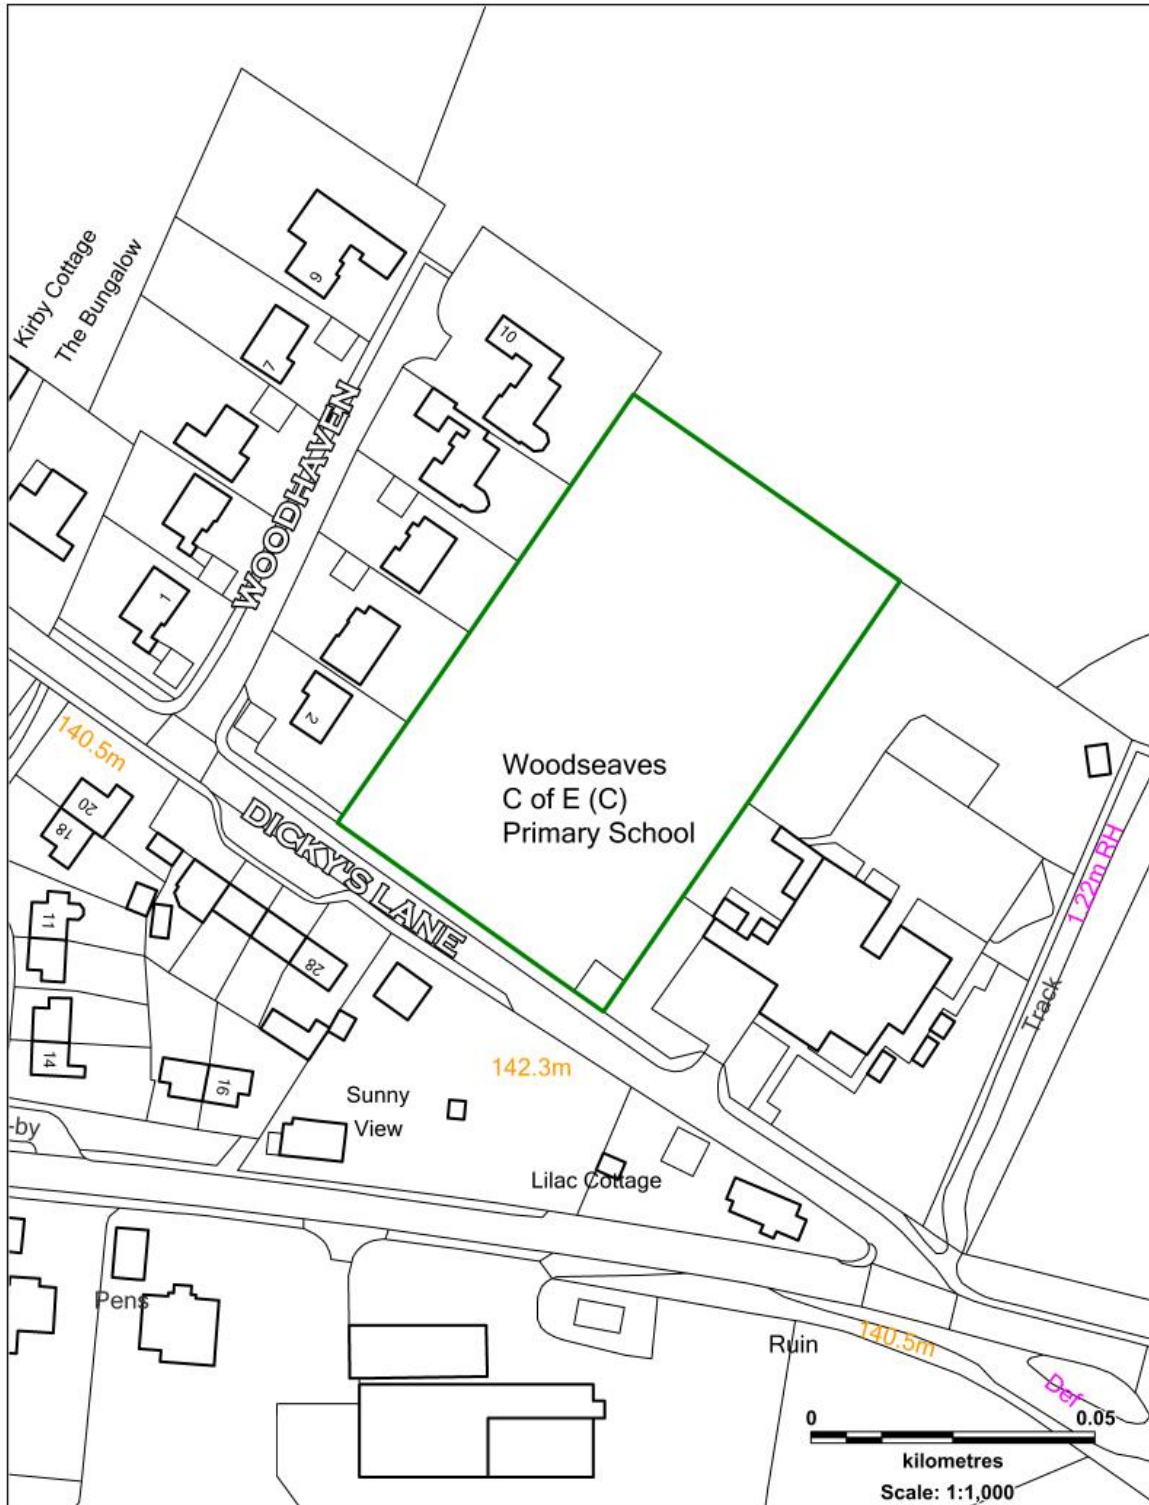 Kirby Cottage
The Bungalow
9
7
10
WOODHAVEN
1
2
140.5m
20
18
DICKY'S LANE
Woodseaves
C of E (C)
Primary School
1.22m RH
11
28
Track
14
16
142.3m
Sunny
View
-by
Lilac Cottage
Pens
Ruin
140.5m
Def
0 0.05
kilometres
Scale: 1:1,000